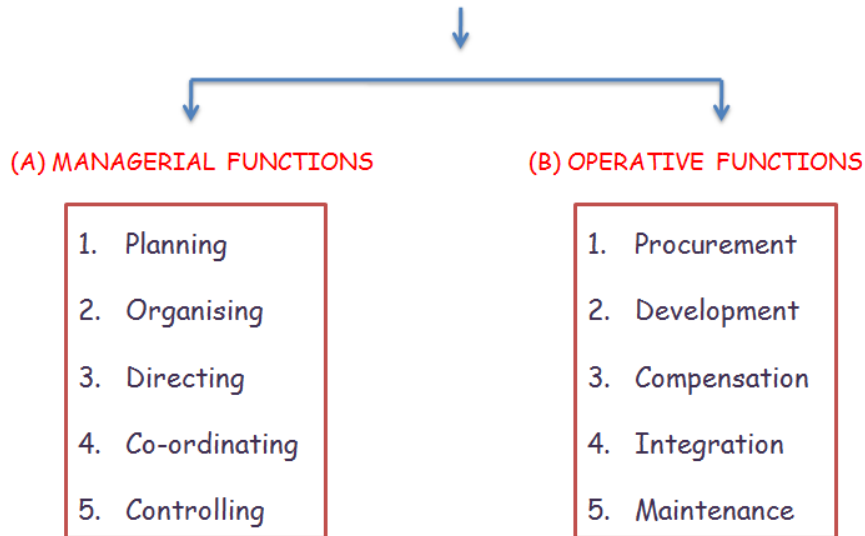 (A) MANAGERIAL FUNCTIONS
1. Planning
2. Organising
3. Directing
4. Co-ordinating
5. Controlling
(B) OPERATIVE FUNCTIONS
1. Procurement
2. Development
3. Compensation
4. Integration
5. Maintenance